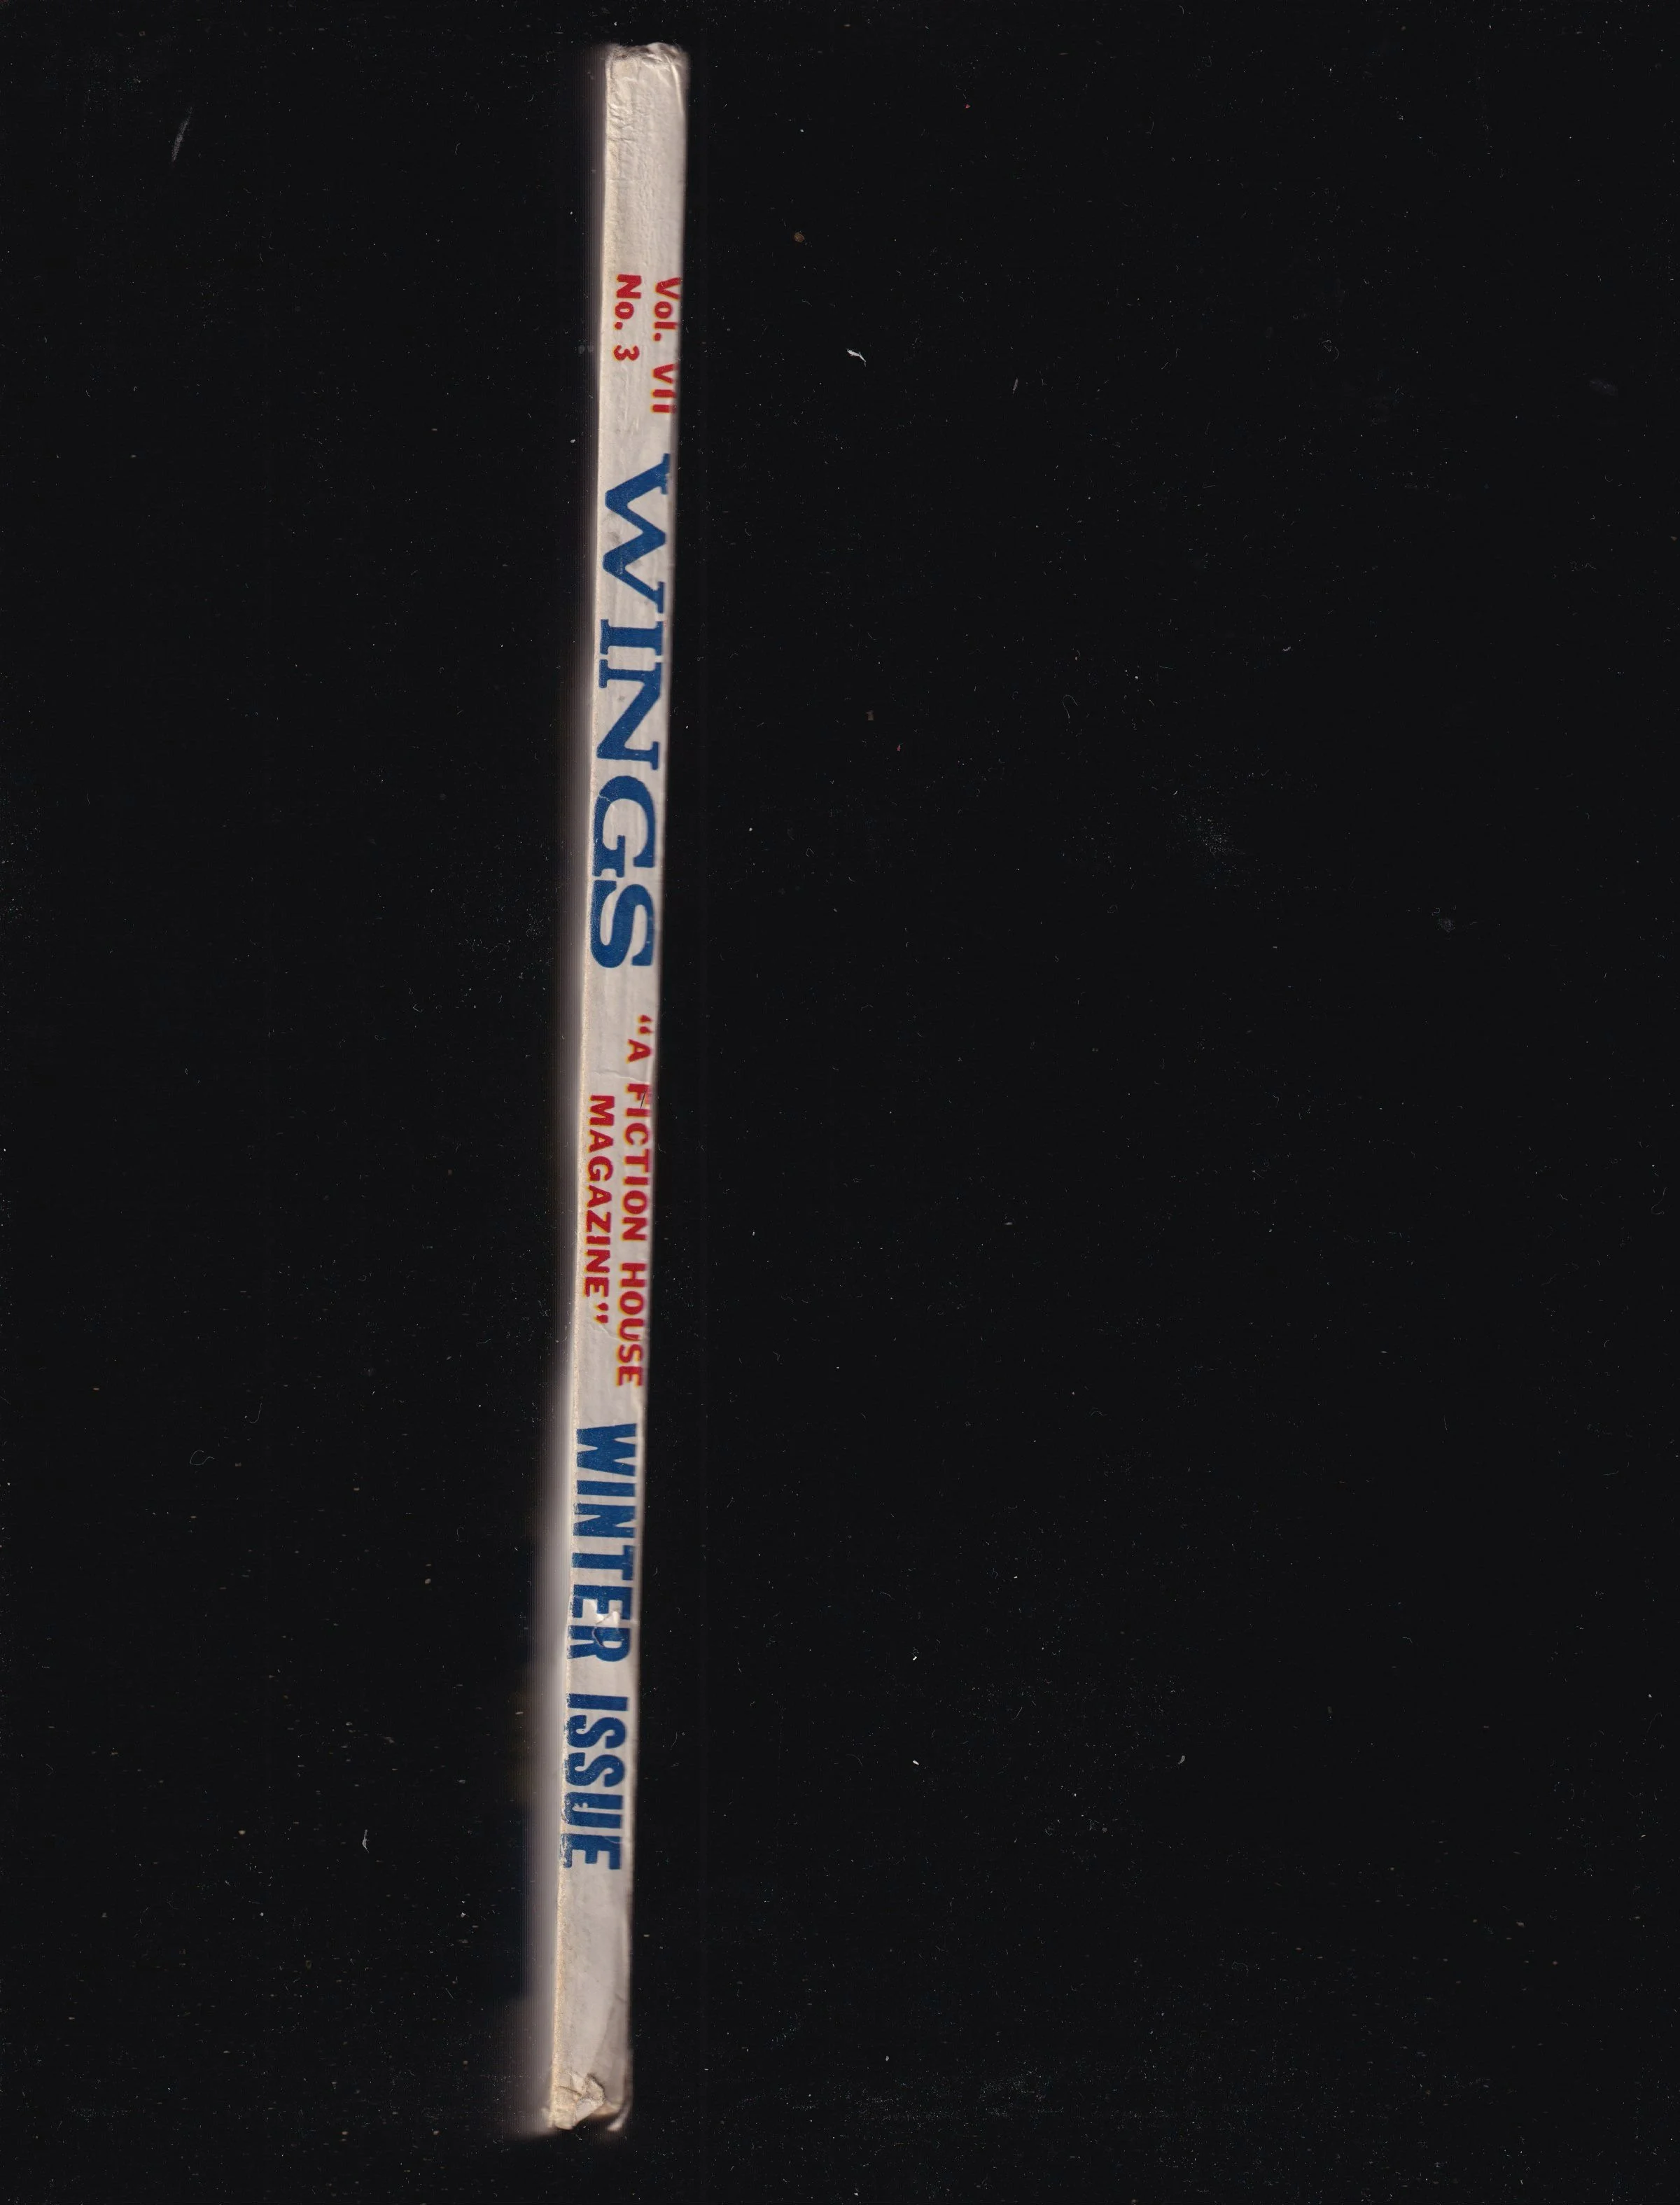 Vol. VII
No. 3
WINGS
“A FICTION HOUSE
MAGAZINE”
WINTER ISSUE